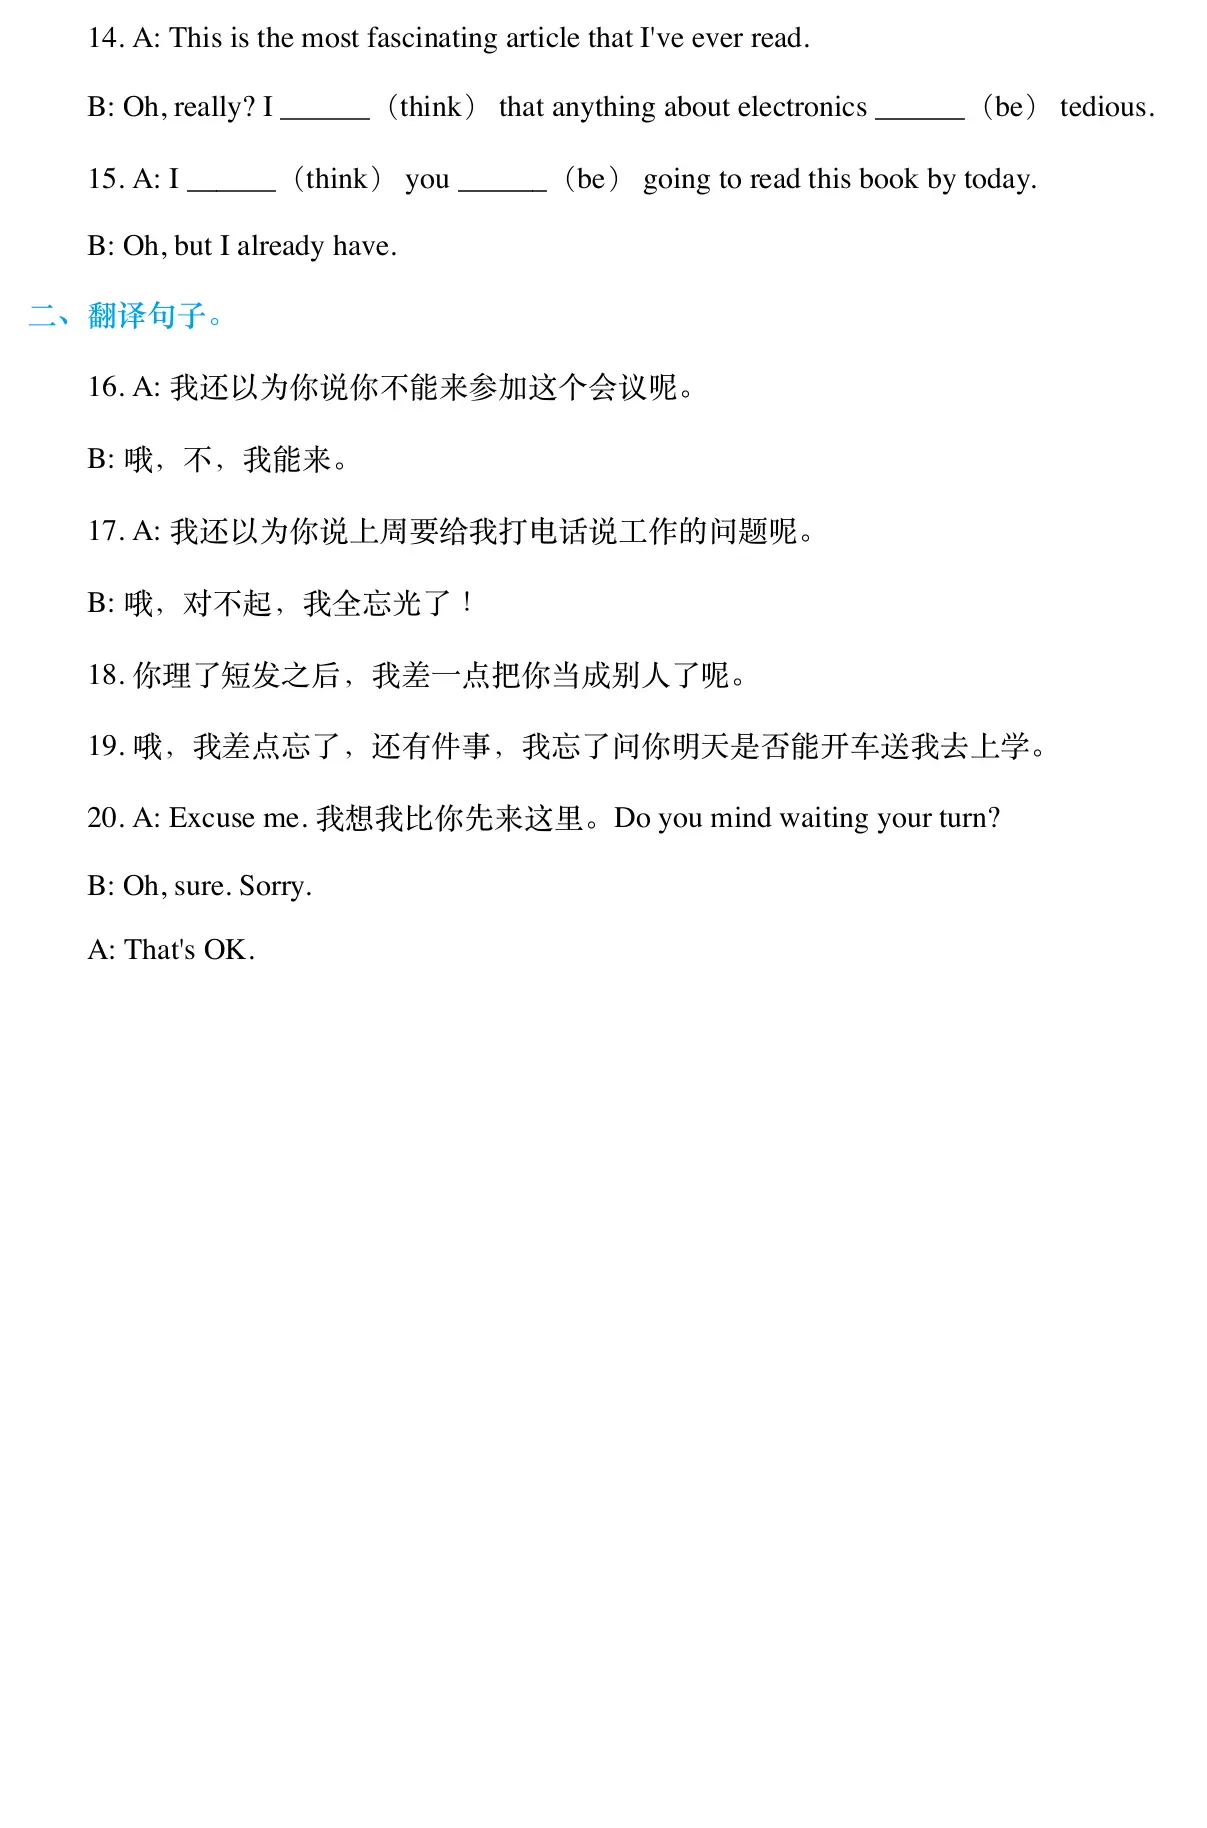 14. A: This is the most fascinating article that I've ever read.
B: Oh, really? I ______（think） that anything about electronics ______（be） tedious.
15. A: I ______（think） you ______（be） going to read this book by today.
B: Oh, but I already have.
二、翻译句子。
16. A: 我还以为你说你不能来参加这个会议呢。
B: 哦，不，我能来。
17. A: 我还以为你说上周要给我打电话说工作的问题呢。
B: 哦，对不起，我全忘光了！
18. 你理了短发之后，我差一点把你当成别人了呢。
19. 哦，我差点忘了，还有件事，我忘了问你明天是否能开车送我去上学。
20. A: Excuse me. 我想我比你先来这里。Do you mind waiting your turn?
B: Oh, sure. Sorry.
A: That's OK.